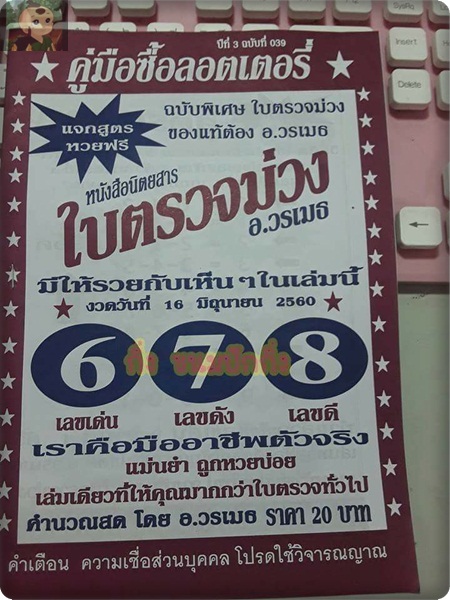 ปีที่ 3 ฉบับที่ 039
คู่มือซื้อลอตเตอรี่
แจกสูตร
หวยฟรี
ฉบับพิเศษ ใบตรวจม่วง
ของแท้ต้อง อ.วรเมธ
หนังสือนิตยสาร
ใบตรวจม่วง
อ.วรเมธ
มีให้รวยกับเห็นๆในเล่มนี้
งวดวันที่ 16 มิถุนายน 2560
6 7 8
เลขเด่น เลขดัง เลขดี
เราคือมืออาชีพตัวจริง
แม่นยำ ถูกหวยบ่อย
เล่มเดียวที่ให้คุณมากกว่าใบตรวจทั่วไป
คำนวณสด โดย อ.วรเมธ ราคา 20 บาท
คำเตือน ความเชื่อส่วนบุคคล โปรดใช้วิจารณญาณ
SysRq
Insert
Delete